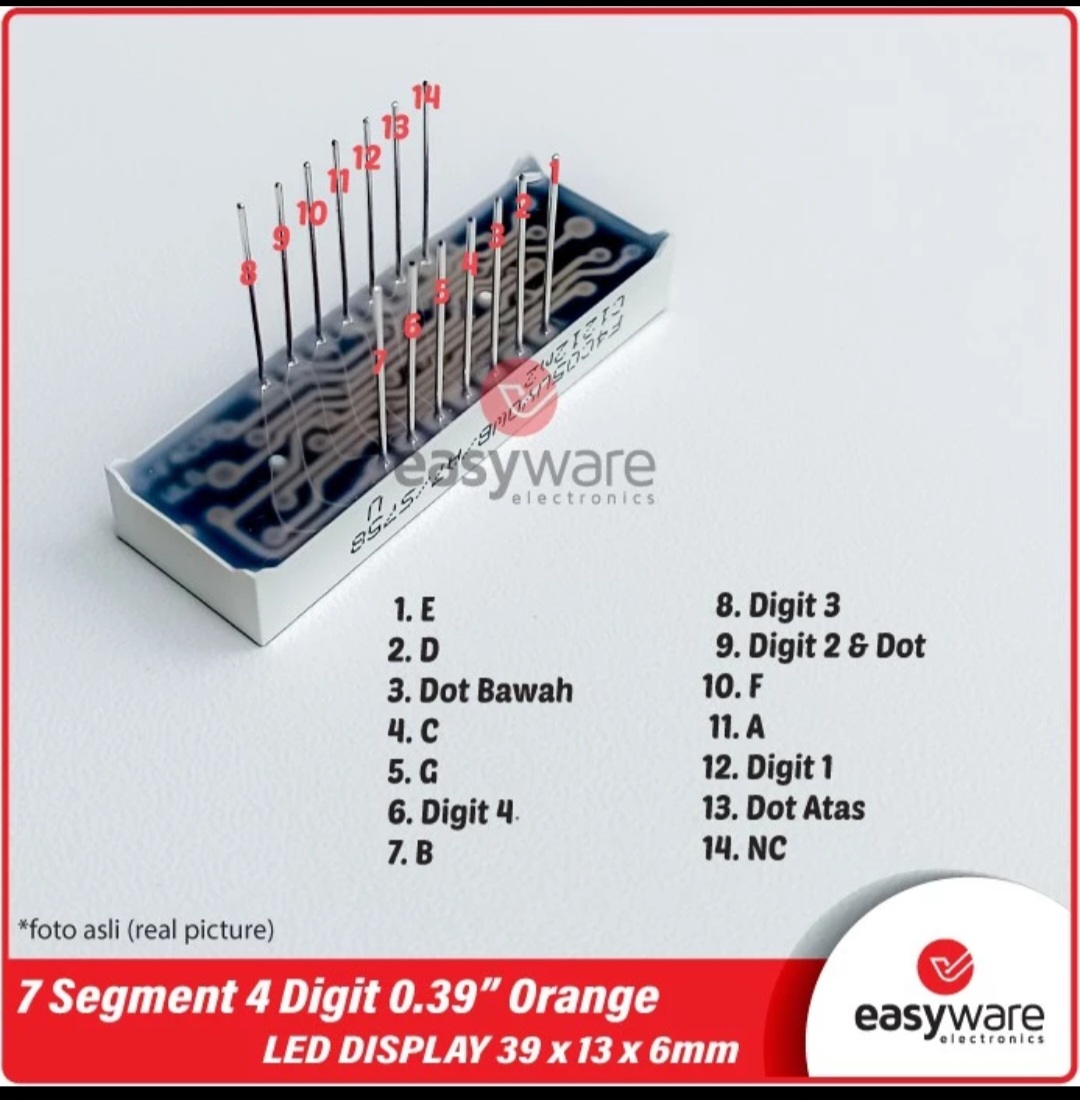 14
13
12
11
10
9
8
1
2
3
4
5
6
7
easyware
electronics
1. E
2. D
3. Dot Bawah
4. C
5. G
6. Digit 4
7. B
8. Digit 3
9. Digit 2 & Dot
10. F
11. A
12. Digit 1
13. Dot Atas
14. NC
*foto asli (real picture)
7 Segment 4 Digit 0.39” Orange
LED DISPLAY 39 x 13 x 6mm
easyware
electronics